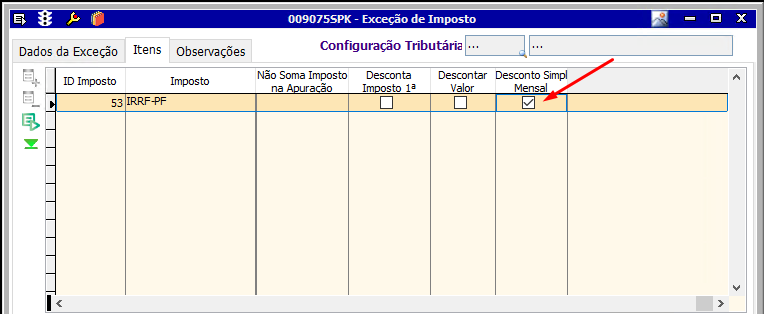 009075SPK - Exceção de Imposto
Dados da Exceção Itens Observações Configuração Tributária ... ...
ID Imposto Imposto Não Soma Imposto na Apuração Desconta Imposto 1ª Descontar Valor Desconto Simpl Mensal
53 IRRF-PF